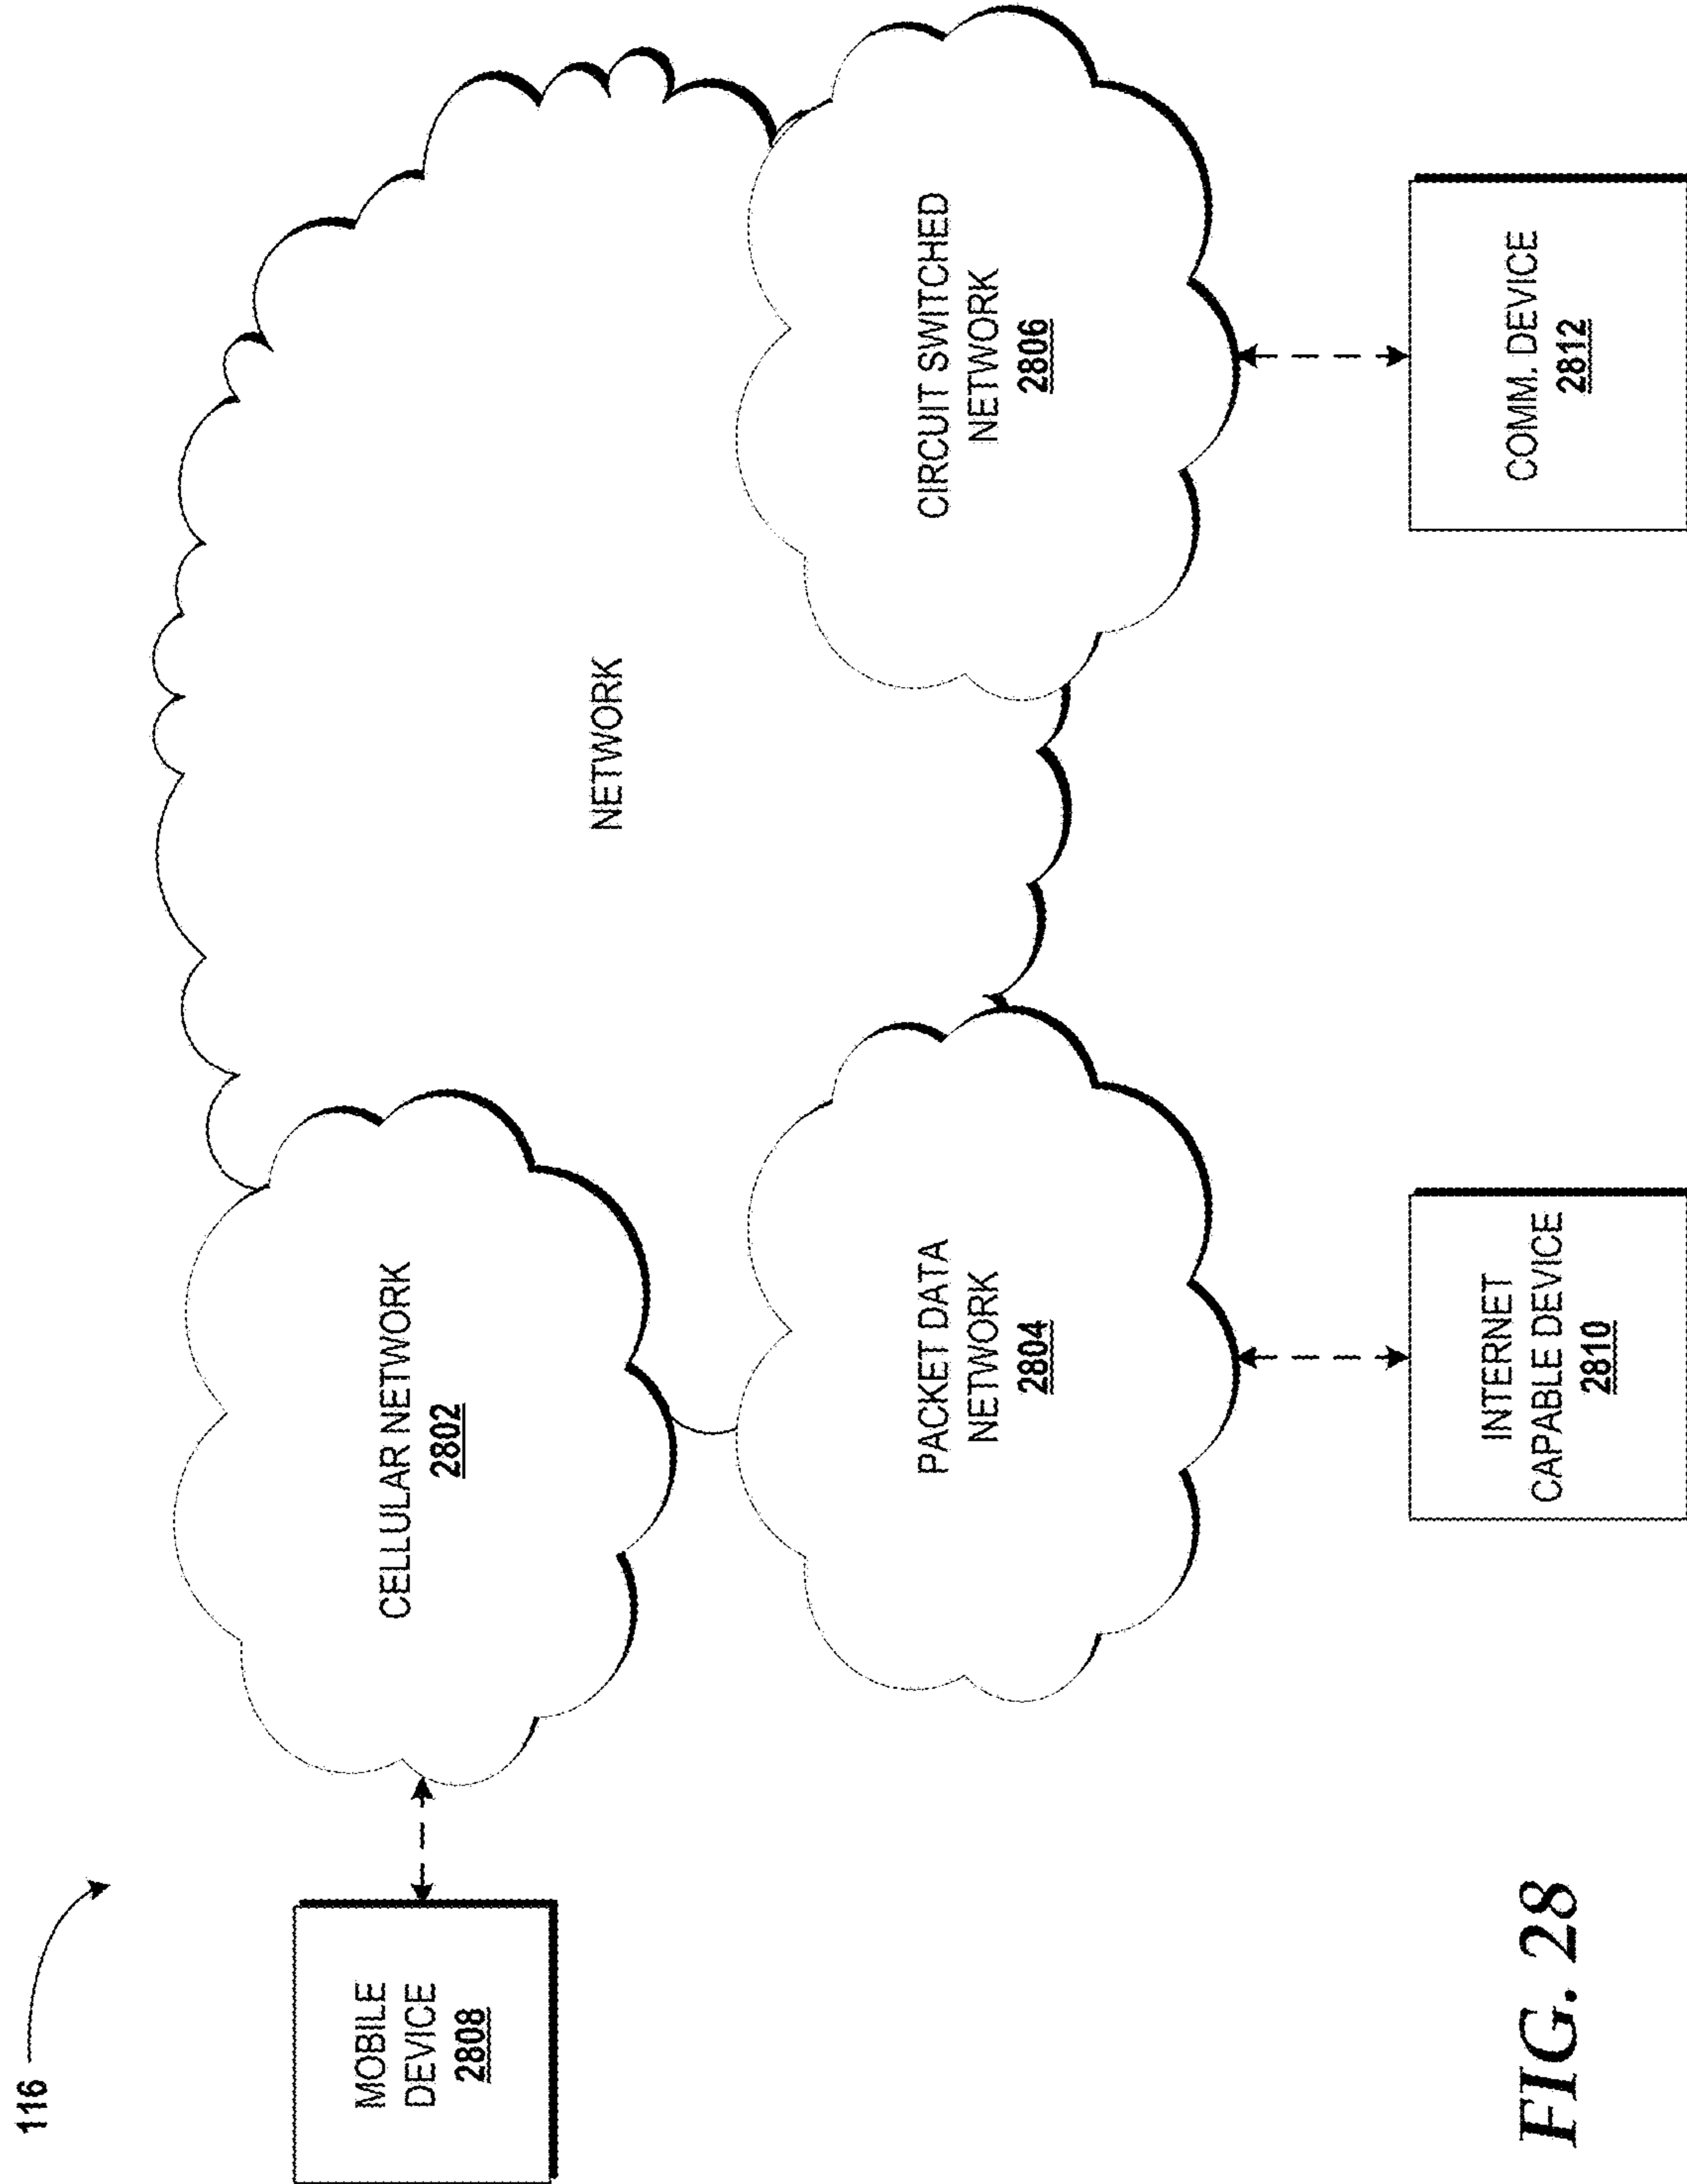 116
MOBILE
DEVICE
2808
CELLULAR NETWORK
2802
NETWORK
PACKET DATA
NETWORK
2804
CIRCUIT SWITCHED
NETWORK
2806
INTERNET
CAPABLE DEVICE
2810
COMM. DEVICE
2812
FIG. 28